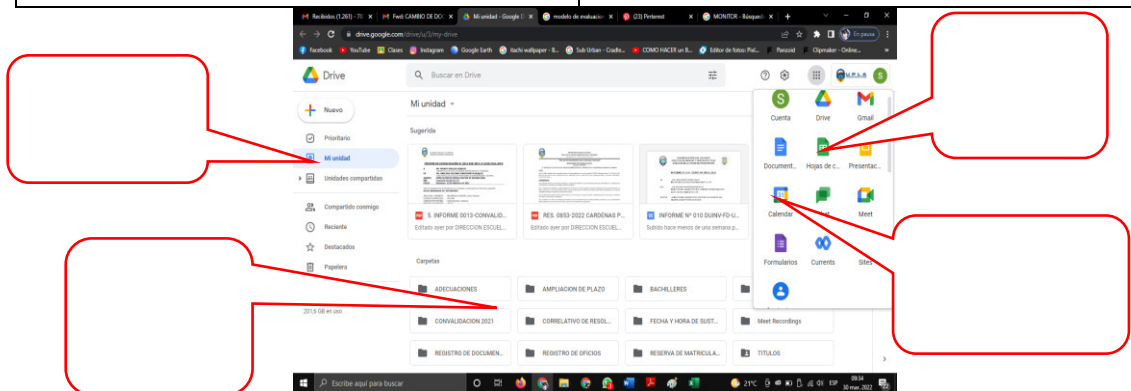 Recibidos (1.261) - 70
Fwd: CAMBIO DE DOC
Mi unidad - Google D
modelo de evaluacion
(23) Pinterest
MONITOR - Búsqued
drive.google.com/drive/u/3/my-drive
En pausa
Facebook
YouTube
Clases
Instagram
Google Earth
itachi wallpaper - B...
Sub Urban - Cradle...
COMO HACER un B...
Editor de fotos: Pixl...
Clipmaker - Online...
Drive
Buscar en Drive
Nuevo
Mi unidad
Prioritario
Mi unidad
Unidades compartidas
Compartido conmigo
Reciente
Destacados
Papelera
201,6 GB en uso
Sugerido
S. INFORME 0013-CONVALID...
Editado ayer por DIRECCION ESCUEL...
RES. 0853-2022 CARDENAS P...
Editado ayer por DIRECCION ESCUEL...
INFORME Nº 010 DUINV-FD-U...
Subido hace menos de una semana p...
Carpetas
ADECUACIONES
AMPLIACION DE PLAZO
BACHILLERES
CONVALIDACION 2021
CORRELATIVO DE RESOL...
FECHA Y HORA DE SUST...
Meet Recordings
REGISTRO DE DOCUMEN...
REGISTRO DE OFICIOS
RESERVA DE MATRICULA...
TITULOS
U.P.L.A
S
S
Cuenta
Drive
Gmail
Document...
Hojas de c...
Presentac...
Calendar
Meet
Formularios
Currents
Sites
Escribe aquí para buscar
21°C
ESP
09:34
30 mar. 2022